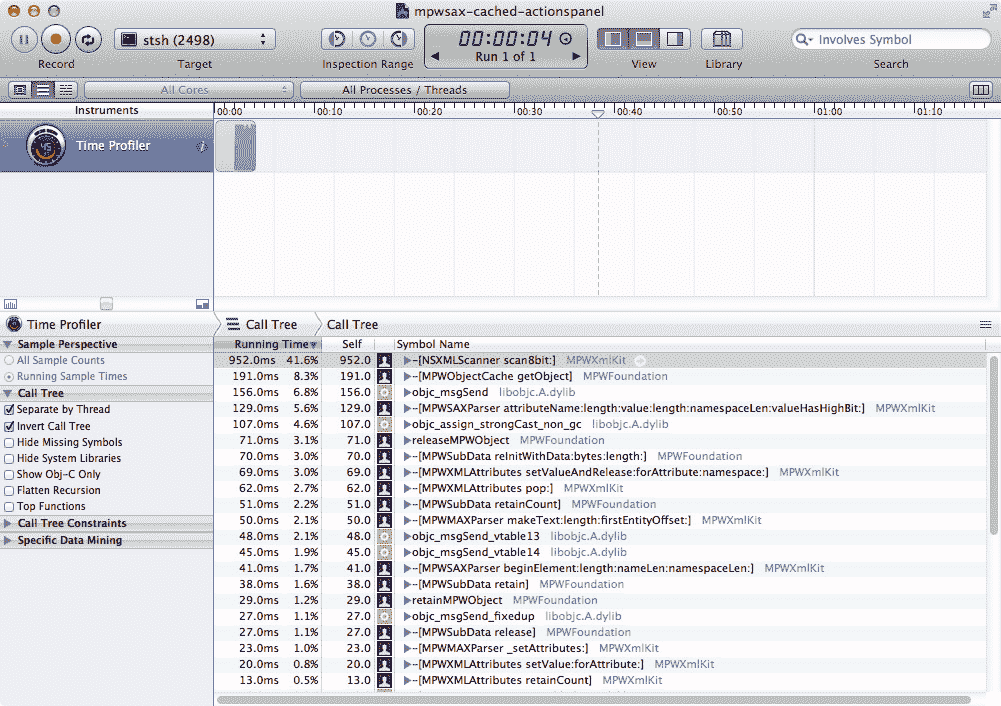 mpwsax-cached-actionspanel
stsh (2498)
00:00:04
Run 1 of 1
Involves Symbol
Record
Target
Inspection Range
View
Library
Search
All Cores
All Processes / Threads
Instruments
00:00
00:10
00:20
00:30
00:40
00:50
01:00
01:10
Time Profiler
Time Profiler
Call Tree
Call Tree
Sample Perspective
All Sample Counts
Running Sample Times
Call Tree
Separate by Thread
Invert Call Tree
Hide Missing Symbols
Hide System Libraries
Show Obj-C Only
Flatten Recursion
Top Functions
Call Tree Constraints
Specific Data Mining
Running Time Self Symbol Name
952.0ms 41.6% 952.0 -[NSXMLScanner scan8bit:] MPWXmlKit
191.0ms 8.3% 191.0 -[MPWObjectCache getObject] MPWFoundation
156.0ms 6.8% 156.0 objc_msgSend libobjc.A.dylib
129.0ms 5.6% 129.0 -[MPWSAXParser attributeName:length:value:length:namespaceLen:valueHasHighBit:] MPWXmlKit
107.0ms 4.6% 107.0 objc_assign_strongCast_non_gc libobjc.A.dylib
71.0ms 3.1% 71.0 releaseMPWObject MPWFoundation
70.0ms 3.0% 70.0 -[MPWSubData reInitWithData:bytes:length:] MPWFoundation
69.0ms 3.0% 69.0 -[MPWXMLAttributes setValueAndRelease:forAttribute:namespace:] MPWXmlKit
62.0ms 2.7% 62.0 -[MPWXMLAttributes pop:] MPWXmlKit
51.0ms 2.2% 51.0 -[MPWSubData retainCount] MPWFoundation
50.0ms 2.1% 50.0 -[MPWMAXParser makeText:length:firstEntityOffset:] MPWXmlKit
48.0ms 2.1% 48.0 objc_msgSend_vtable13 libobjc.A.dylib
45.0ms 1.9% 45.0 objc_msgSend_vtable14 libobjc.A.dylib
41.0ms 1.7% 41.0 -[MPWSAXParser beginElement:length:nameLen:namespaceLen:] MPWXmlKit
38.0ms 1.6% 38.0 -[MPWSubData retain] MPWFoundation
29.0ms 1.2% 29.0 retainMPWObject MPWFoundation
27.0ms 1.1% 27.0 objc_msgSend_fixedup libobjc.A.dylib
27.0ms 1.1% 27.0 -[MPWSubData release] MPWFoundation
23.0ms 1.0% 23.0 -[MPWMAXParser _setAttributes:] MPWXmlKit
20.0ms 0.8% 20.0 -[MPWXMLAttributes setValue:forAttribute:] MPWXmlKit
13.0ms 0.5% 13.0 -[MPWXMLAttributes retainCount] MPWXmlKit